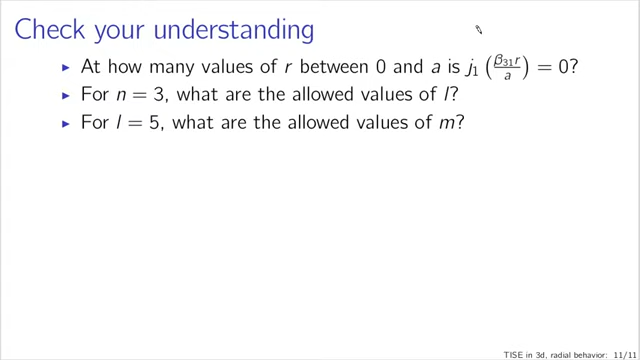 Check your understanding
▶ At how many values of r between 0 and a is j₁(β₃₁r/a) = 0?
▶ For n = 3, what are the allowed values of l?
▶ For l = 5, what are the allowed values of m?
TISE in 3d, radial behavior: 11/11